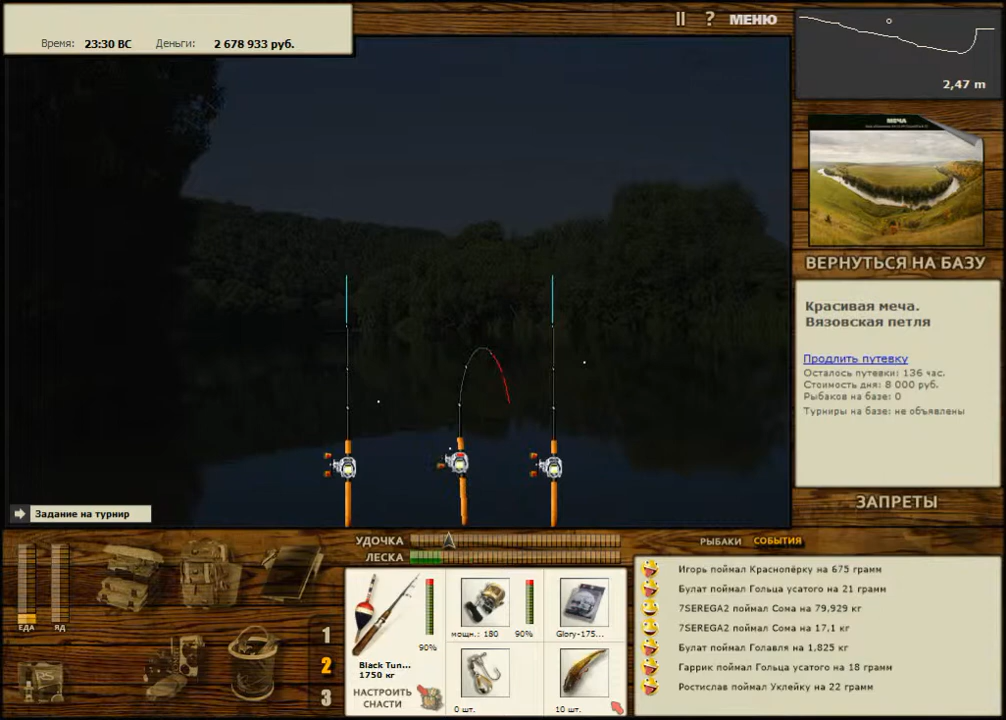 Время: 23:30 ВС Деньги: 2 678 933 руб.
II ? МЕНЮ
2,47 m
МЕЧА
ВЕРНУТЬСЯ НА БАЗУ
Красивая меча.
Вязовская петля
Продлить путевку
Осталось путевки: 136 час.
Стоимость дня: 8 000 руб.
Рыбаков на базе: 0
Турниры на базе: не объявлены
ЗАПРЕТЫ
Задание на турнир
УДОЧКА
ЛЕСКА
РЫБАКИ СОБЫТИЯ
Игорь поймал Краснопёрку на 675 грамм
Булат поймал Гольца усатого на 21 грамм
7SEREGA2 поймал Сома на 79,929 кг
7SEREGA2 поймал Сома на 17,1 кг
Булат поймал Голавля на 1,825 кг
Гаррик поймал Гольца усатого на 18 грамм
Ростислав поймал Уклейку на 22 грамм
ЕДА ЯД
1
2
3
90%
Black Tun...
1750 кг
НАСТРОИТЬ
СНАСТИ
мощн.: 180 90%
Glory-175...
0 шт.
10 шт.